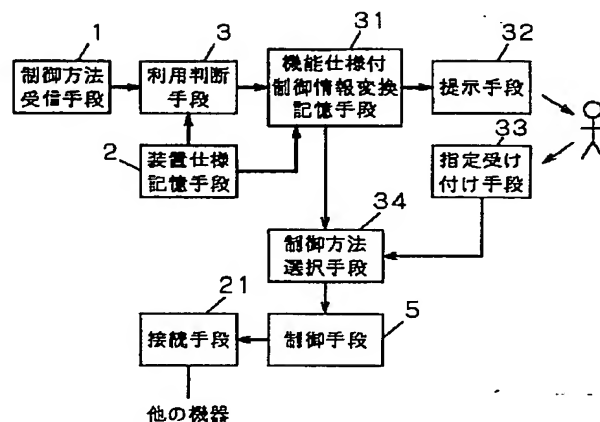 1
制御方法
受信手段
3
利用判断
手段
31
機能仕様付
制御情報変換
記憶手段
32
提示手段
2
装置仕様
記憶手段
33
指定受け
付け手段
34
制御方法
選択手段
21
接続手段
5
制御手段
他の機器